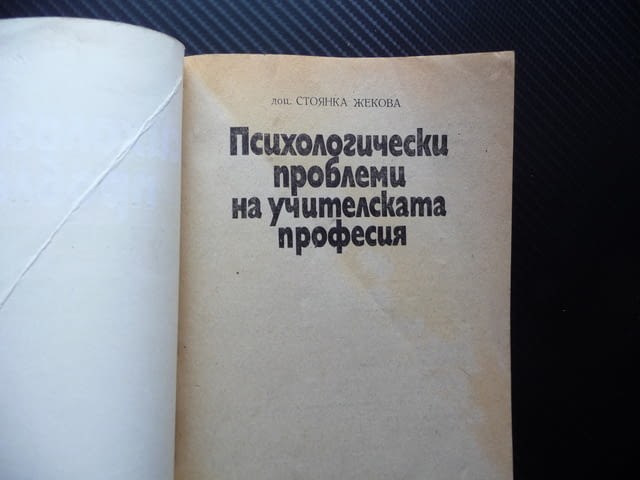 доц. СТОЯНКА ЖЕКОВА
Психологически
проблеми
на учителската
професия